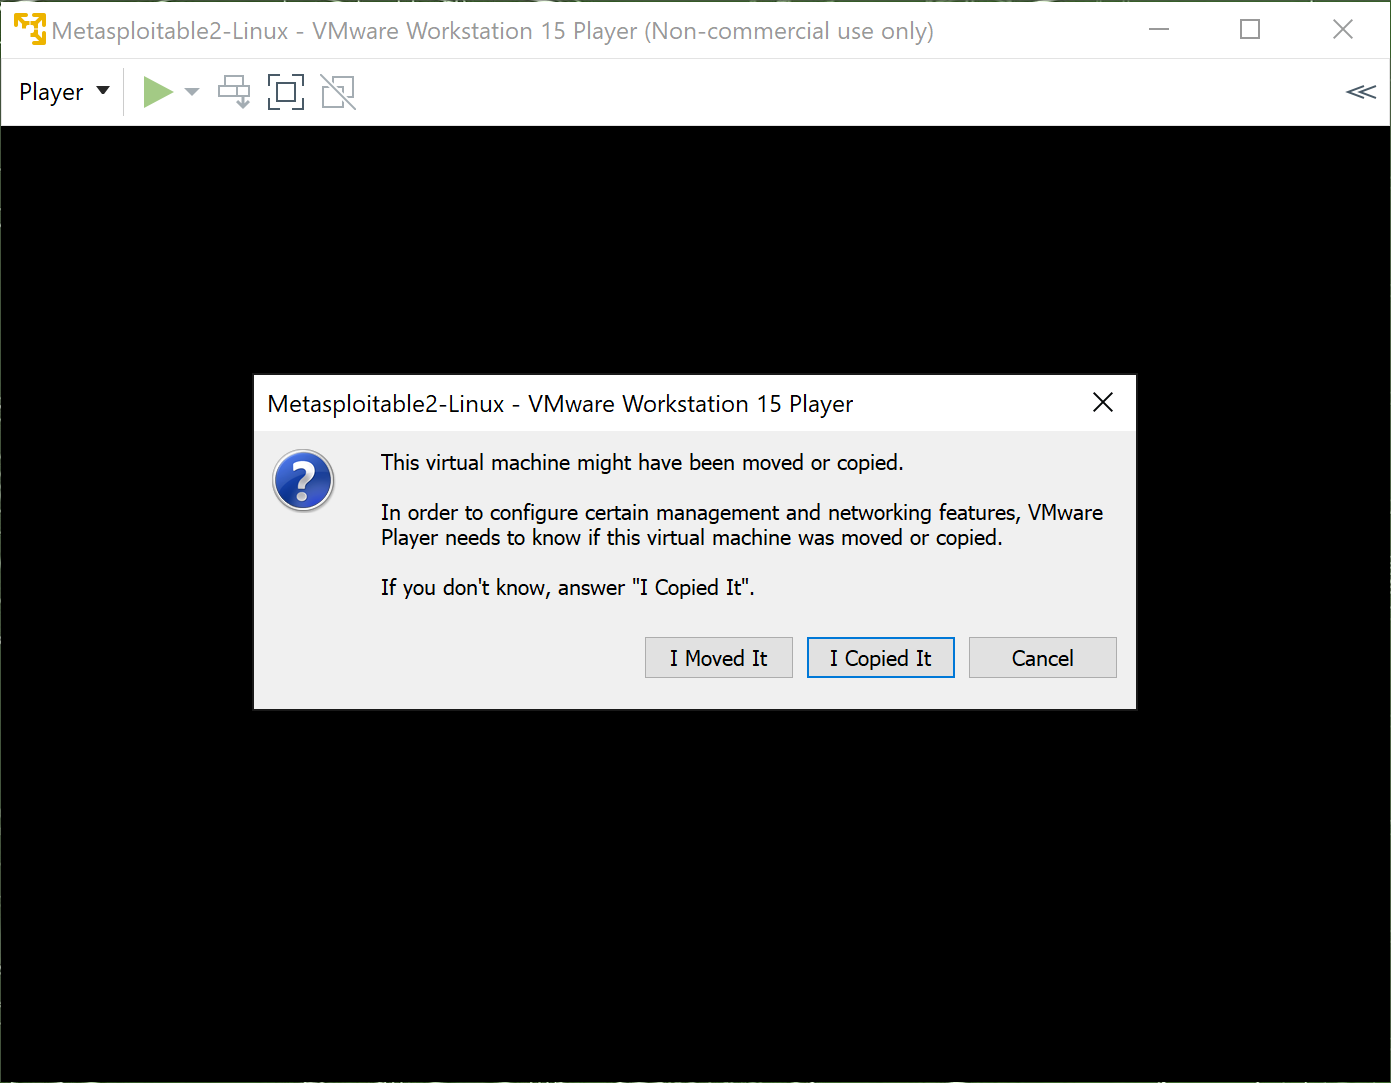 Metasploitable2-Linux - VMware Workstation 15 Player (Non-commercial use only)
Player
Metasploitable2-Linux - VMware Workstation 15 Player
This virtual machine might have been moved or copied.
In order to configure certain management and networking features, VMware
Player needs to know if this virtual machine was moved or copied.
If you don't know, answer "I Copied It".
I Moved It
I Copied It
Cancel